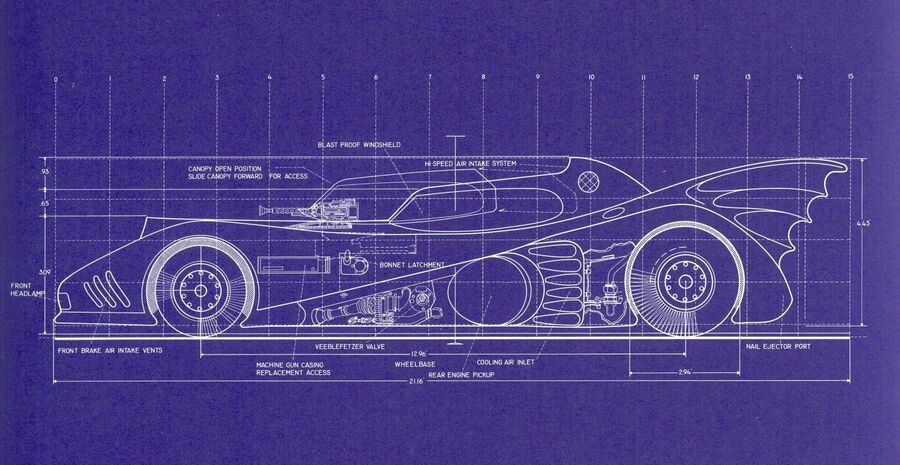 0 1 2 3 4 5 6 7 8 9 10 11 12 13 14 15
BLAST PROOF WINDSHIELD
HI SPEED AIR INTAKE SYSTEM
CANOPY OPEN POSITION
SLIDE CANOPY FORWARD FOR ACCESS
.93
.65
3.09
4.43
BONNET LATCHMENT
FRONT
HEADLAMP
FRONT BRAKE AIR INTAKE VENTS
VEEBLEFETZER VALVE
NAIL EJECTOR PORT
12.96
MACHINE GUN CASING
REPLACEMENT ACCESS
WHEELBASE
COOLING AIR INLET
REAR ENGINE PICKUP
2.94
21.16